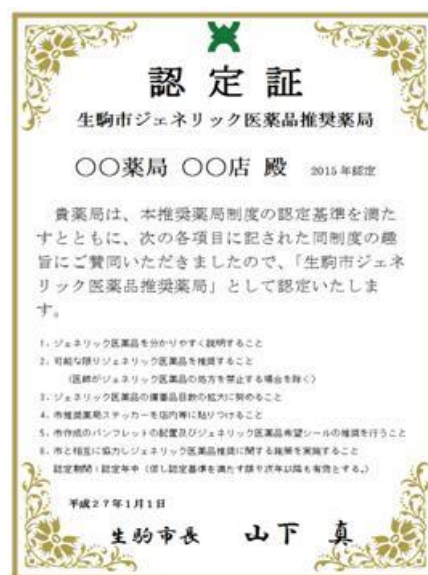 認定証
生駒市ジェネリック医薬品推奨薬局
〇〇薬局 〇〇店 殿 2015年認定
貴薬局は、本推奨薬局制度の認定基準を満た
すとともに、次の各項目に記された同制度の趣
旨にご賛同いただきましたので、「生駒市ジェネ
リック医薬品推奨薬局」として認定いたしま
す。
1．ジェネリック医薬品を分かりやすく説明すること
2．可能な限りジェネリック医薬品を推奨すること
（医師がジェネリック医薬品の処方を禁止する場合を除く）
3．ジェネリック医薬品の備蓄品目数の拡大に努めること
4．市推奨薬局ステッカーを店内等に貼りつけること
5．市作成のパンフレットの配置及びジェネリック医薬品希望シールの推奨を行うこと
6．市と相互に協力しジェネリック医薬品推奨に関する施策を実施すること
認定期間：認定年中（但し認定基準を満たす限り次年以降も有効とする。）
平成27年1月1日
生駒市長 山下 真